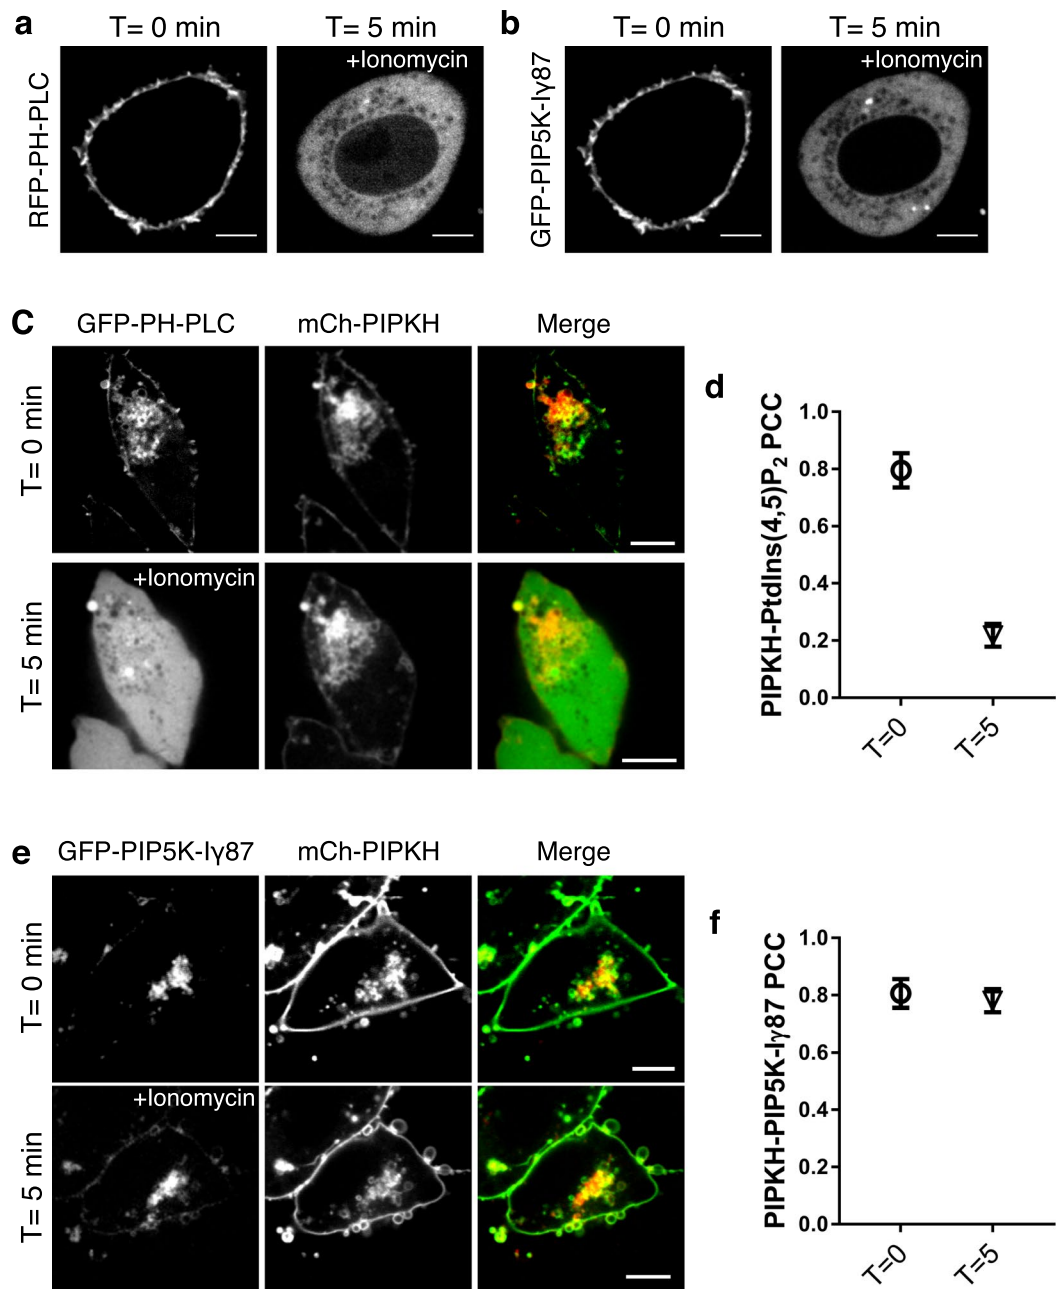 a
T= 0 min
T= 5 min
RFP-PH-PLC
+Ionomycin
b
T= 0 min
T= 5 min
GFP-PIP5K-Iγ87
+Ionomycin
C
GFP-PH-PLC
mCh-PIPKH
Merge
T= 0 min
T= 5 min
+Ionomycin
d
PIPKH-PtdIns(4,5)P2 PCC
1.0
0.8
0.6
0.4
0.2
0.0
T=0
T=5
e
GFP-PIP5K-Iγ87
mCh-PIPKH
Merge
T= 0 min
T= 5 min
+Ionomycin
f
PIPKH-PIP5K-Iγ87 PCC
1.0
0.8
0.6
0.4
0.2
0.0
T=0
T=5